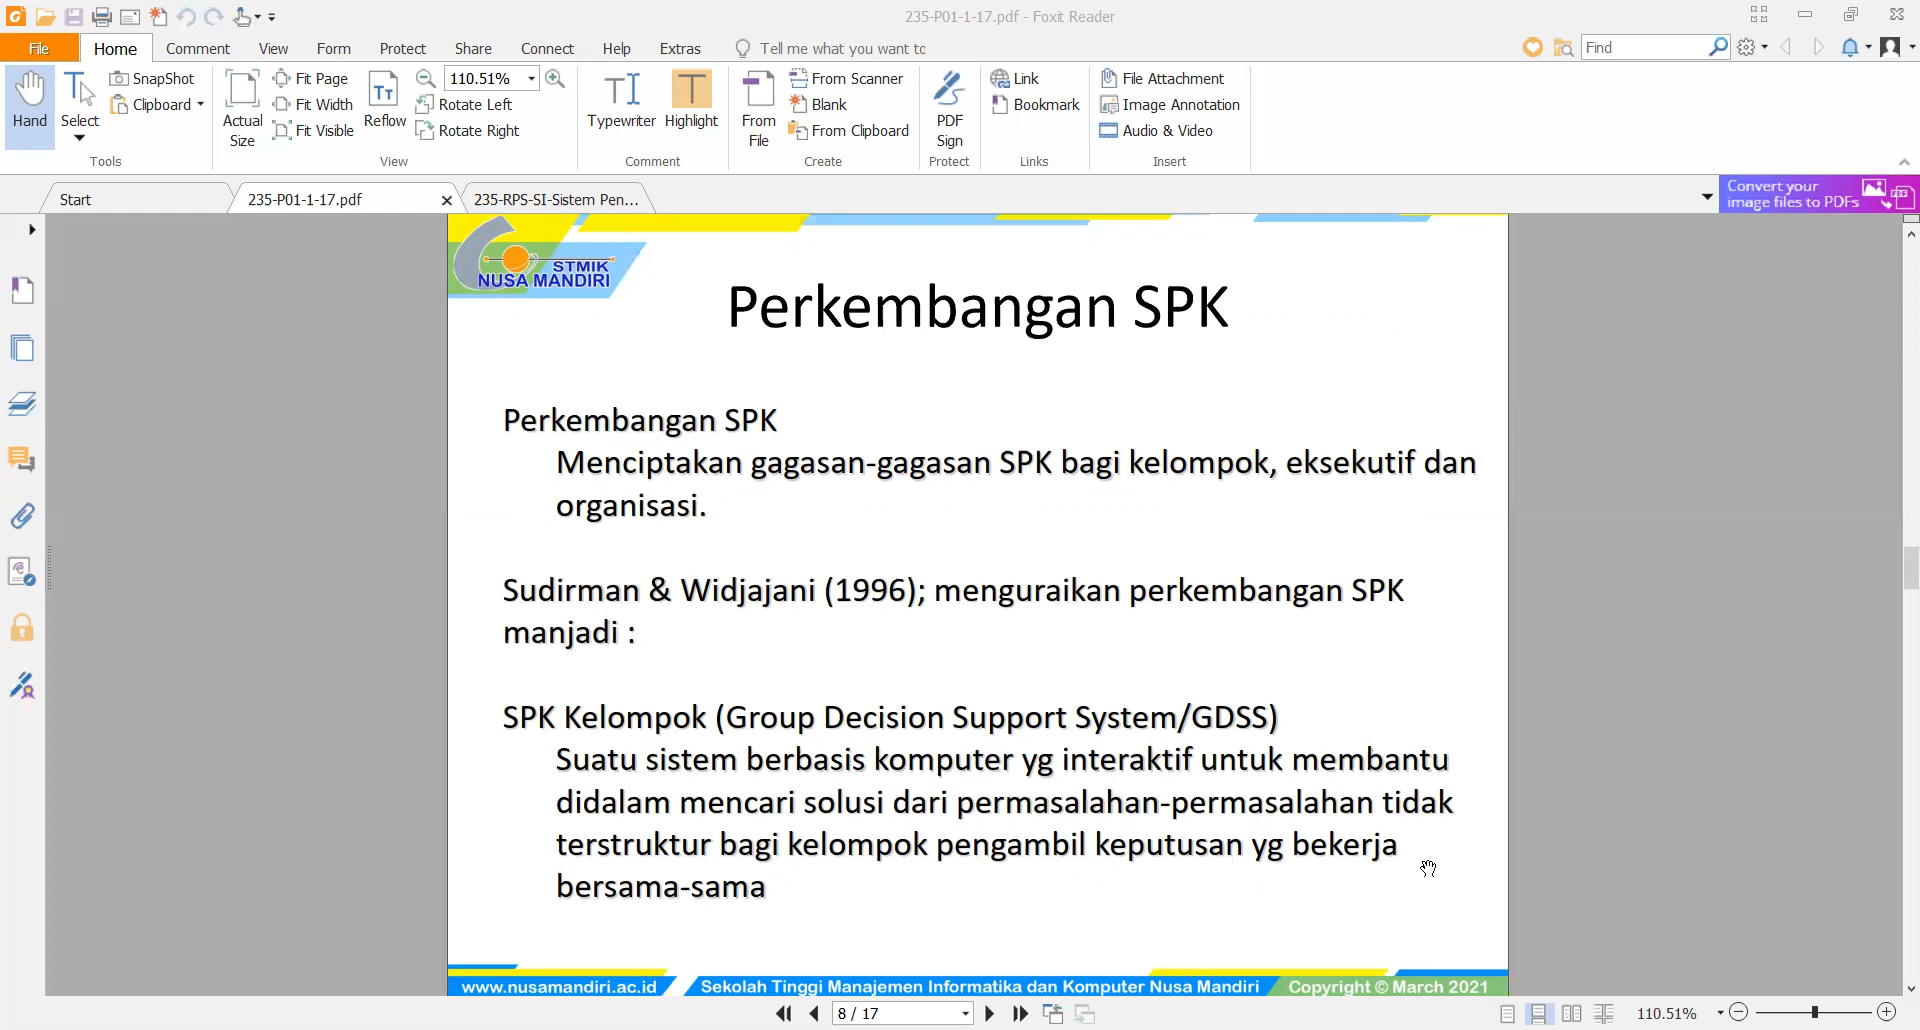 235-P01-1-17.pdf - Foxit Reader
File Home Comment View Form Protect Share Connect Help Extras Tell me what you want to Find
Hand
Select
SnapShot
Clipboard
Tools
Actual Size
Fit Page
Fit Width
Fit Visible
Reflow
110.51%
Rotate Left
Rotate Right
View
Typewriter
Highlight
Comment
From File
From Scanner
Blank
From Clipboard
Create
PDF Sign
Protect
Link
Bookmark
Links
File Attachment
Image Annotation
Audio & Video
Insert
Start
235-P01-1-17.pdf
235-RPS-SI-Sistem Pen...
Convert your
image files to PDFs
STMIK
NUSA MANDIRI
Perkembangan SPK
Perkembangan SPK
Menciptakan gagasan-gagasan SPK bagi kelompok, eksekutif dan
organisasi.
Sudirman & Widjajani (1996); menguraikan perkembangan SPK
manjadi :
SPK Kelompok (Group Decision Support System/GDSS)
Suatu sistem berbasis komputer yg interaktif untuk membantu
didalam mencari solusi dari permasalahan-permasalahan tidak
terstruktur bagi kelompok pengambil keputusan yg bekerja
bersama-sama
www.nusamandiri.ac.id Sekolah Tinggi Manajemen Informatika dan Komputer Nusa Mandiri Copyright © March 2021
8 / 17
110.51%